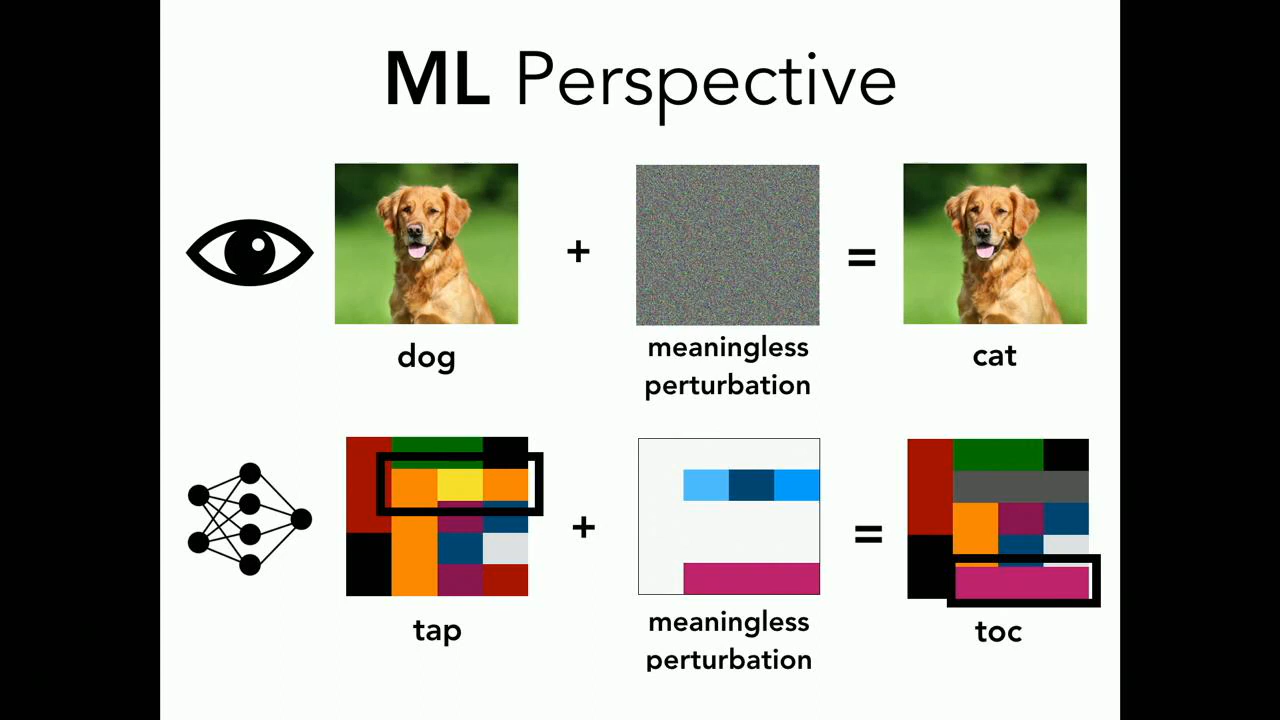 ML Perspective
+
=
dog
meaningless
perturbation
cat
+
=
tap
meaningless
perturbation
toc